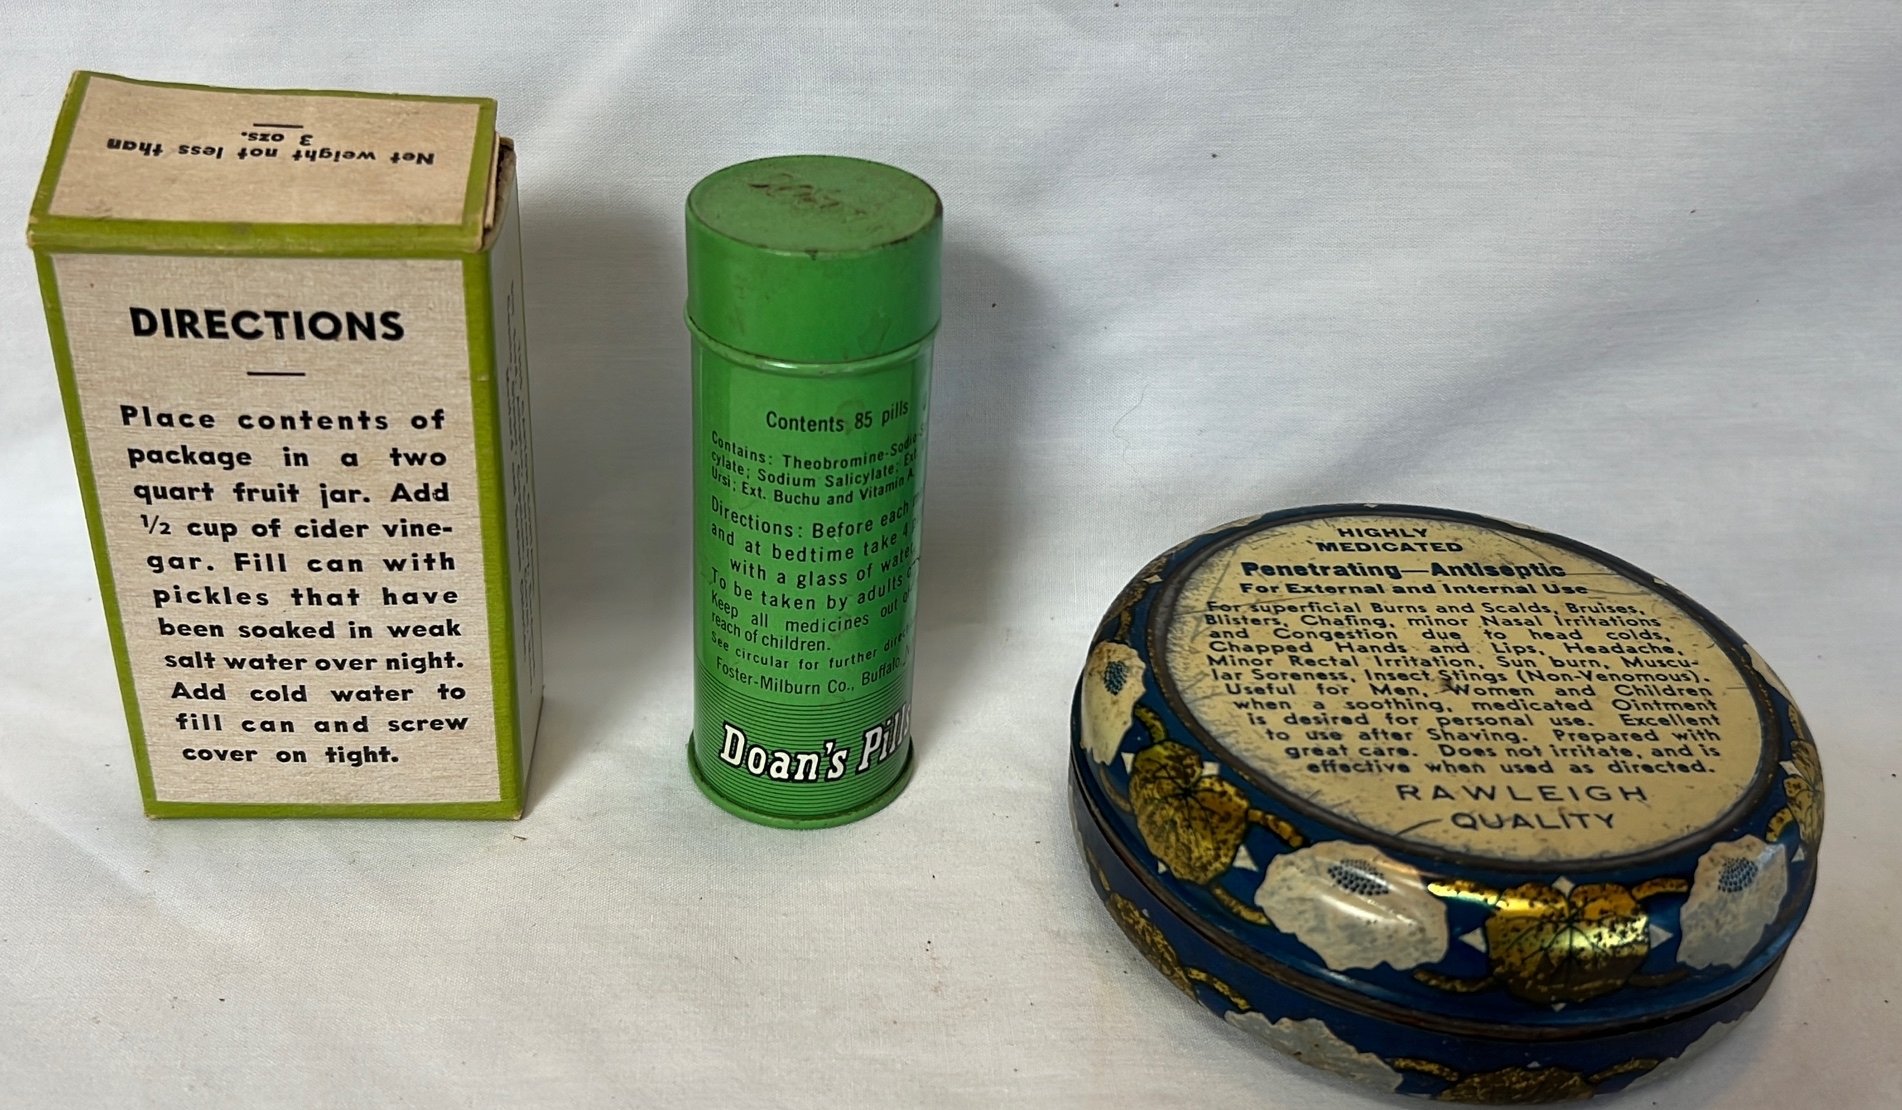 Net weight not less than
3 ozs.
DIRECTIONS
Place contents of
package in a two
quart fruit jar. Add
1/2 cup of cider vine-
gar. Fill can with
pickles that have
been soaked in weak
salt water over night.
Add cold water to
fill can and screw
cover on tight.
Contents 85 pills
Contains: Theobromine-Sodio-S
cylate; Sodium Salicylate; Ext.
Ursi; Ext. Buchu and Vitamin A.
Directions: Before each
and at bedtime take 4
with a glass of water.
To be taken by adults
Keep all medicines out of
reach of children.
See circular for further
Foster-Milburn Co., Buffalo,
Doan's Pills
HIGHLY
MEDICATED
Penetrating—Antiseptic
For External and Internal Use
For superficial Burns and Scalds, Bruises,
Blisters, Chafing, minor Nasal Irritations
and Congestion due to head colds,
Chapped Hands and Lips, Headache,
Minor Rectal Irritation, Sun burn, Muscu-
lar Soreness, Insect Stings (Non-Venomous).
Useful for Men, Women and Children
when a soothing, medicated Ointment
is desired for personal use. Excellent
to use after Shaving. Prepared with
great care. Does not irritate, and is
effective when used as directed.
RAWLEIGH
QUALITY